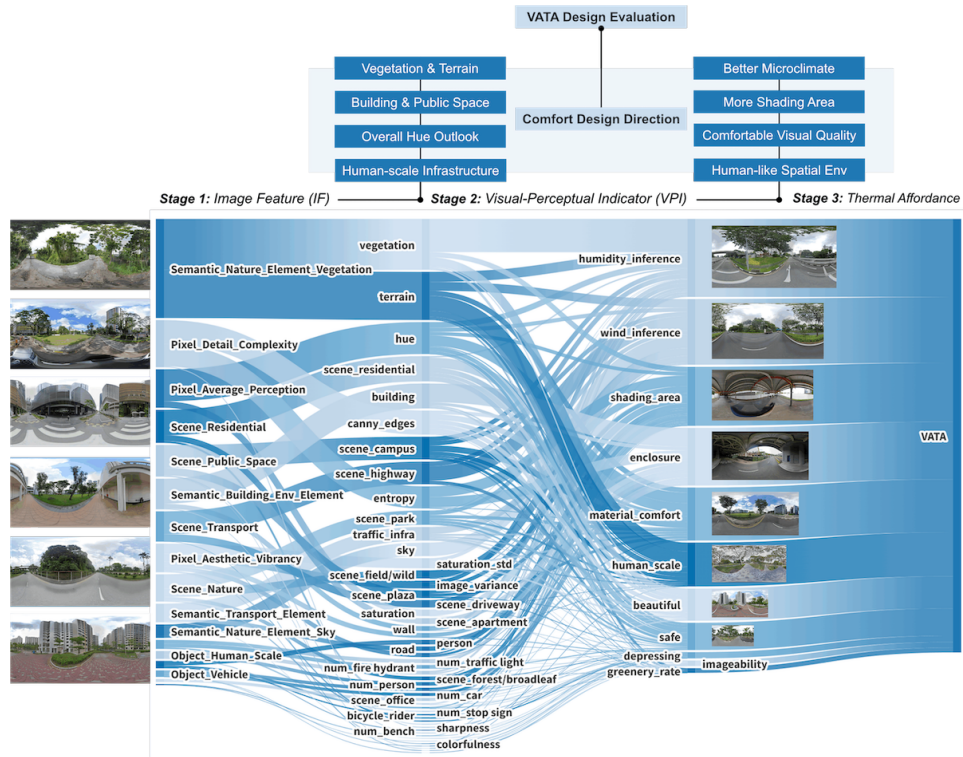 VATA Design Evaluation
Vegetation & Terrain
Building & Public Space
Overall Hue Outlook
Human-scale Infrastructure
Comfort Design Direction
Better Microclimate
More Shading Area
Comfortable Visual Quality
Human-like Spatial Env
Stage 1: Image Feature (IF)
Stage 2: Visual-Perceptual Indicator (VPI)
Stage 3: Thermal Affordance
Semantic_Nature_Element_Vegetation
Pixel_Detail_Complexity
Pixel_Average_Perception
Scene_Residential
Scene_Public_Space
Semantic_Building_Env_Element
Scene_Transport
Pixel_Aesthetic_Vibrancy
Scene_Nature
Semantic_Transport_Element
Semantic_Nature_Element_Sky
Object_Human_Scale
Object_Vehicle
vegetation
terrain
hue
scene_residential
building
canny_edges
scene_campus
scene_highway
entropy
scene_park
traffic_infra
sky
scene_field/wild
scene_plaza
saturation
wall
road
num_fire hydrant
num_person
scene_office
bicycle_rider
num_bench
saturation_std
image_variance
scene_driveway
scene_apartment
person
num_traffic light
scene_forest/broadleaf
num_car
num_stop sign
sharpness
colorfulness
humidity_inference
wind_inference
shading_area
enclosure
material_comfort
human_scale
beautiful
safe
depressing
greenery_rate
imageability
VATA